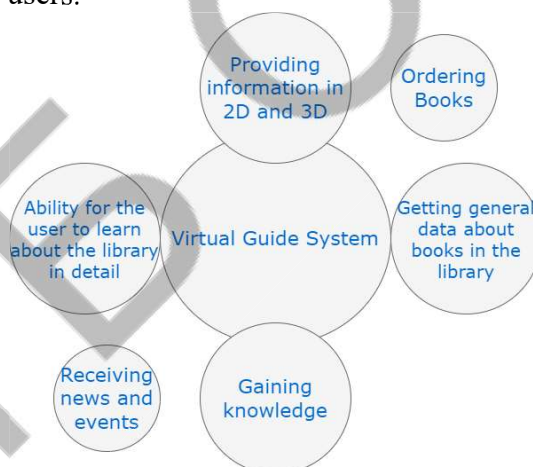 users.
Providing
information in
2D and 3D
Ordering
Books
Ability for the
user to learn
about the library
in detail
Virtual Guide System
Getting general
data about
books in the
library
Receiving
news and
events
Gaining
knowledge